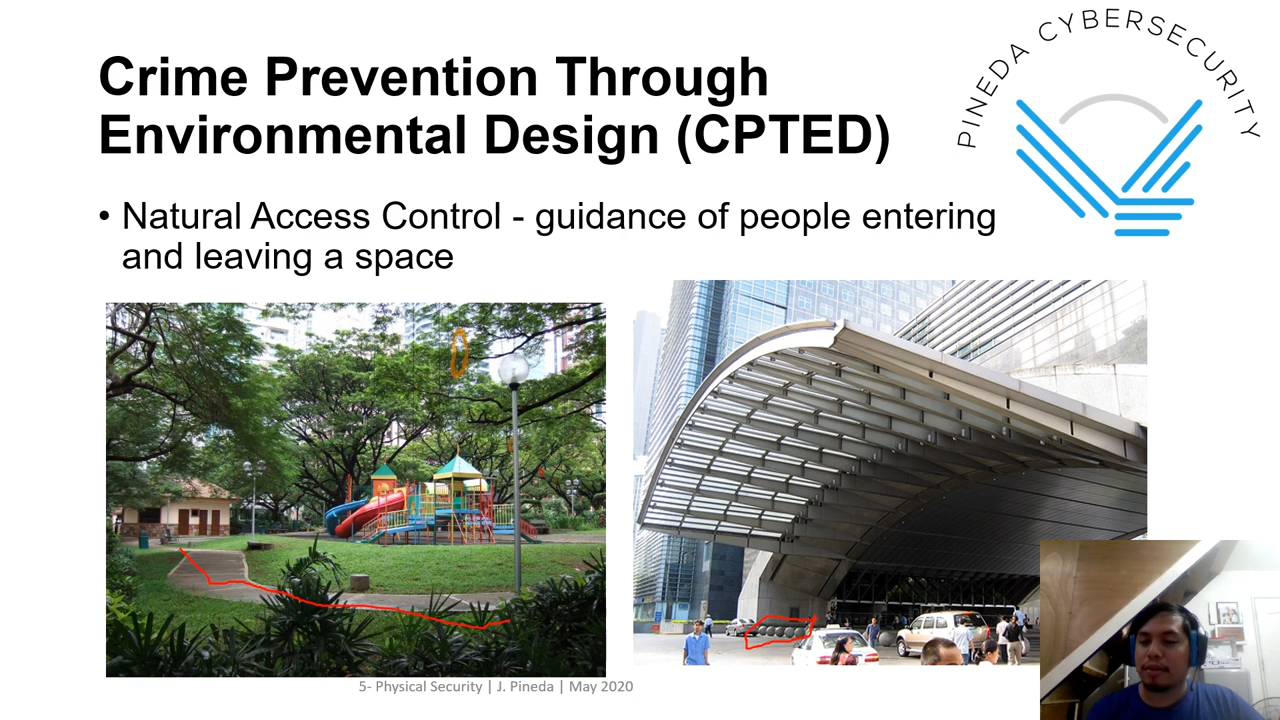 PINEDA CYBERSECURITY
Crime Prevention Through
Environmental Design (CPTED)
• Natural Access Control - guidance of people entering
and leaving a space
5- Physical Security | J. Pineda | May 2020